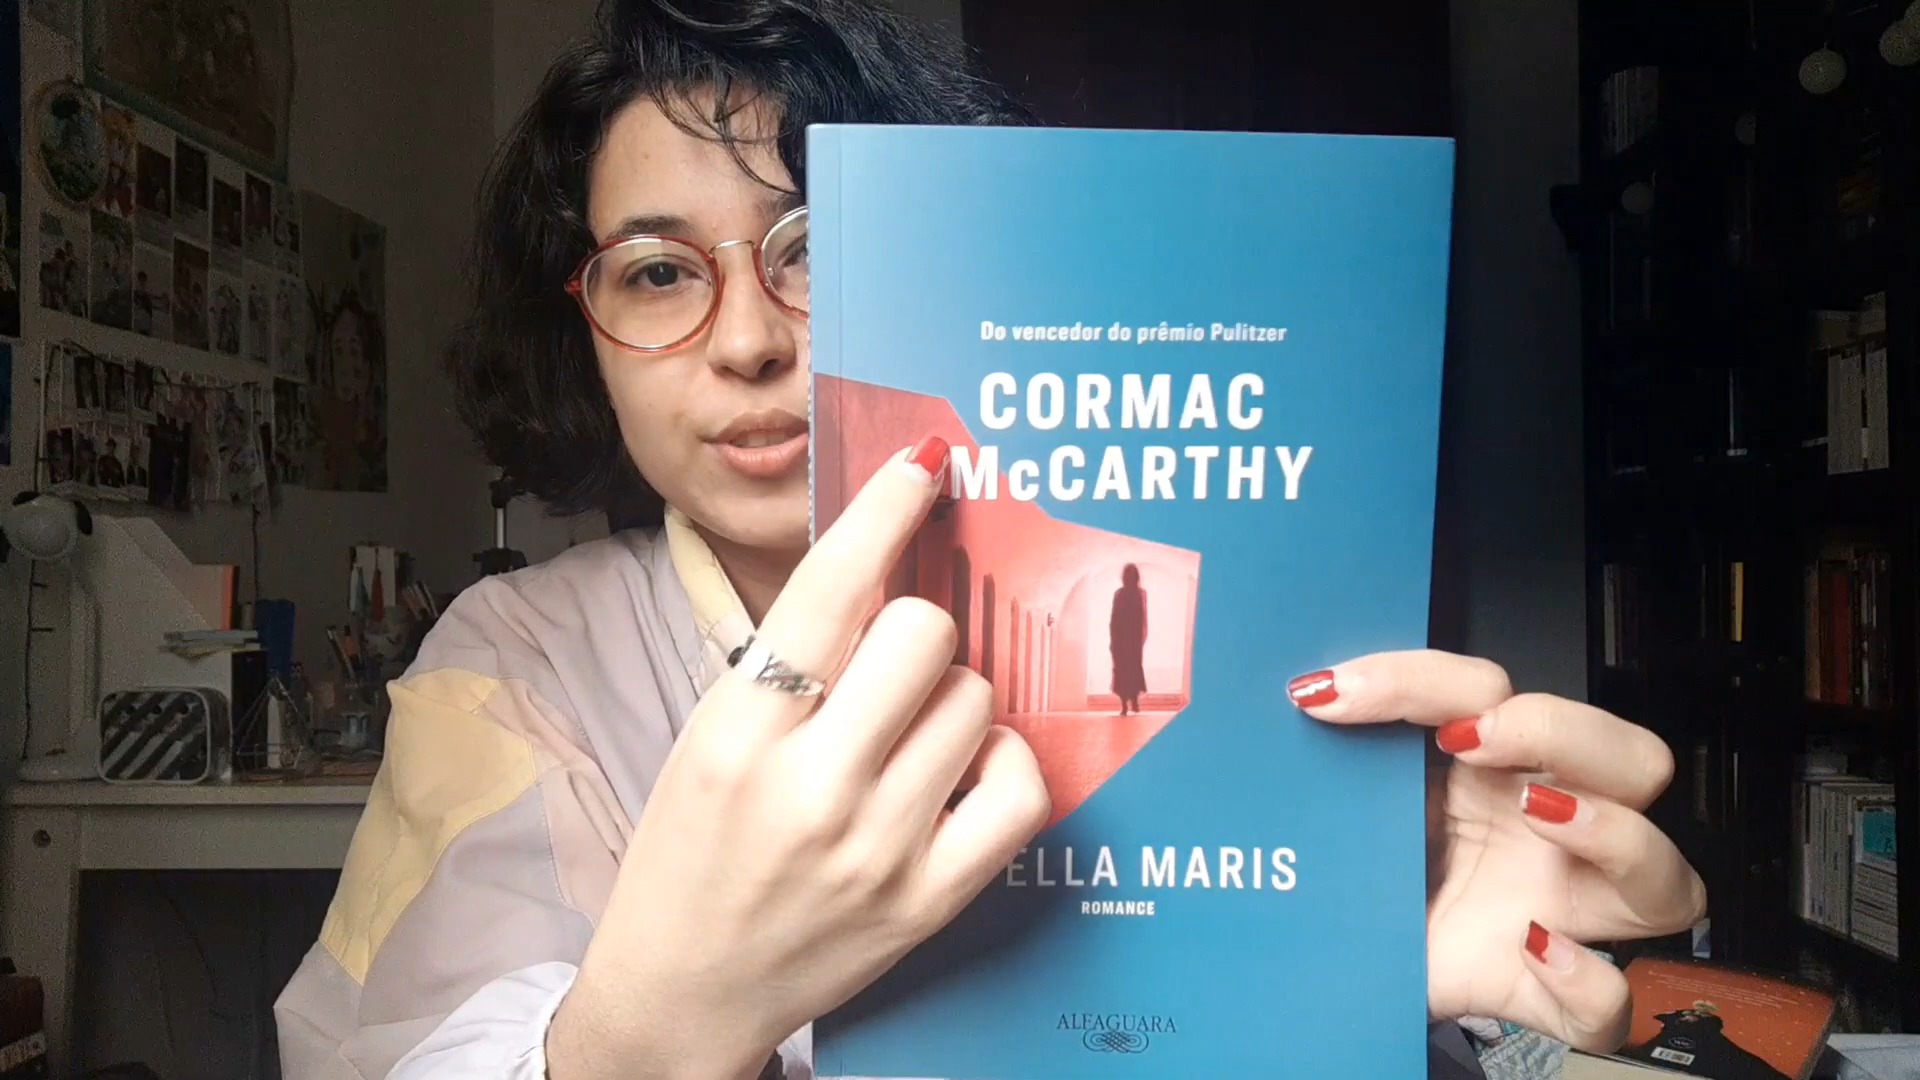 Do vencedor do prêmio Pulitzer
CORMAC
McCARTHY
ELLA MARIS
ROMANCE
ALFAGUARA